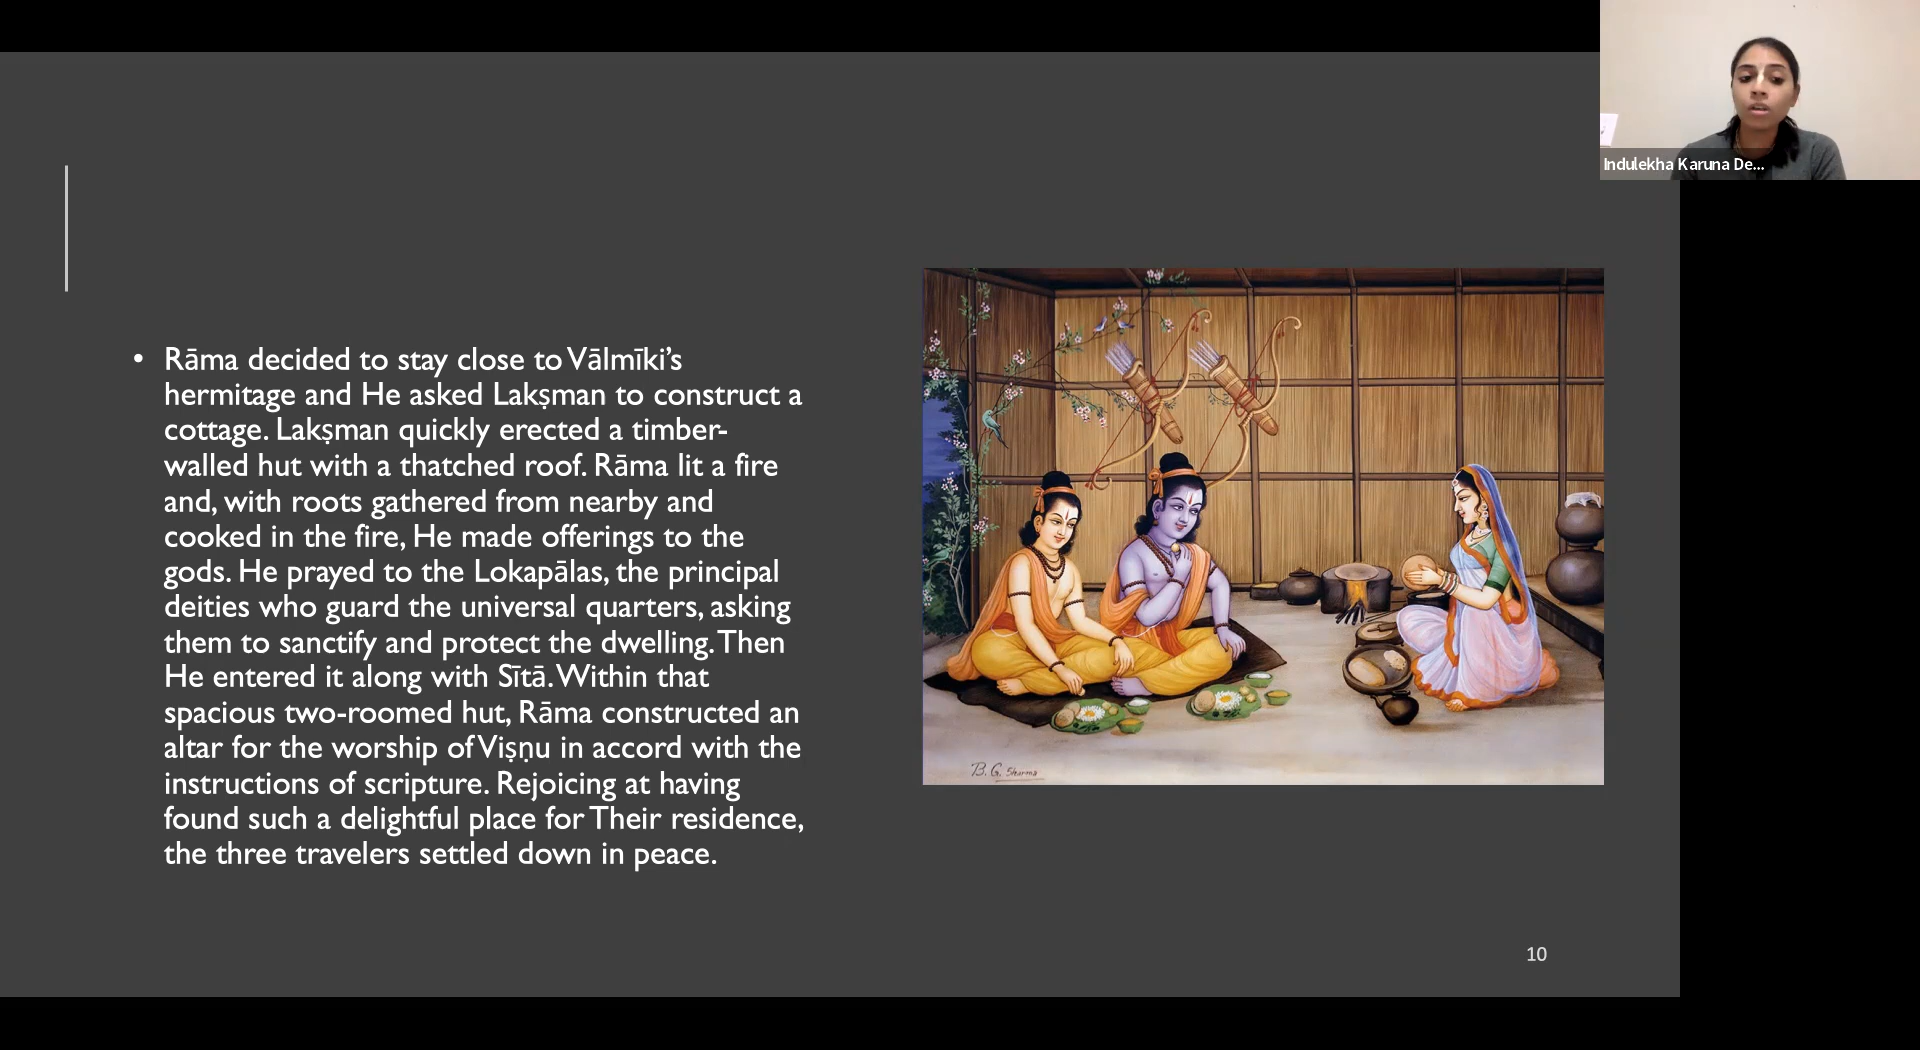 Indulekha Karuna De...
• Rāma decided to stay close to Vālmīki’s
hermitage and He asked Lakṣman to construct a
cottage. Lakṣman quickly erected a timber-
walled hut with a thatched roof. Rāma lit a fire
and, with roots gathered from nearby and
cooked in the fire, He made offerings to the
gods. He prayed to the Lokapālas, the principal
deities who guard the universal quarters, asking
them to sanctify and protect the dwelling. Then
He entered it along with Sītā. Within that
spacious two-roomed hut, Rāma constructed an
altar for the worship of Viṣṇu in accord with the
instructions of scripture. Rejoicing at having
found such a delightful place for Their residence,
the three travelers settled down in peace.
B. G. Sharma
10